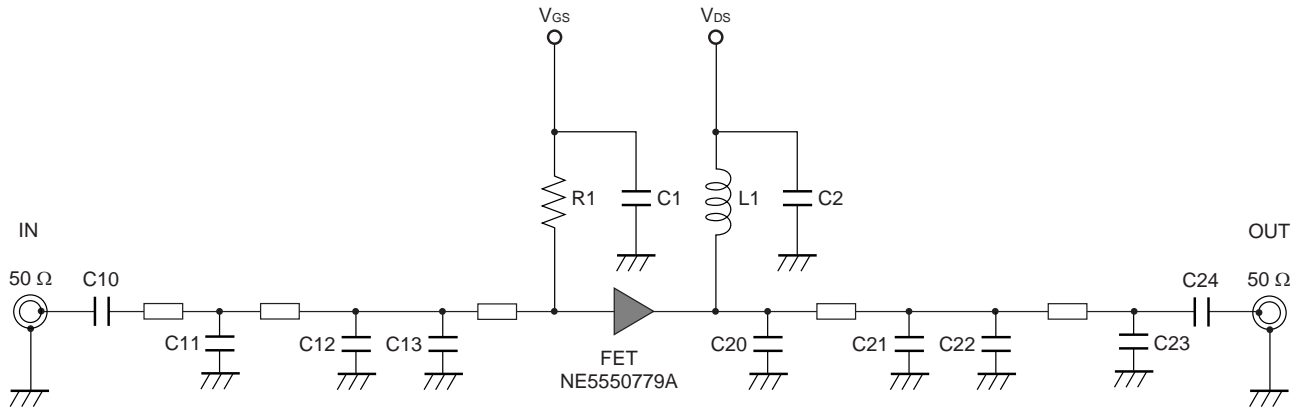 VGS
VDS
R1
C1
L1
C2
IN
OUT
50 Ω
C10
C24
50 Ω
C11
C12
C13
FET
NE5550779A
C20
C21
C22
C23